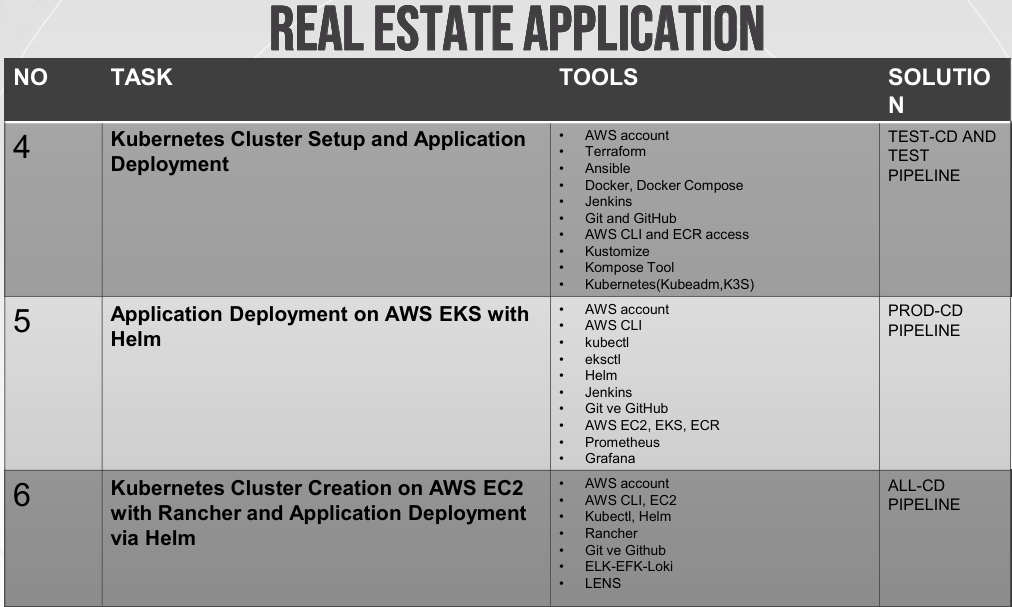 REAL ESTATE APPLICATION
NO
TASK
TOOLS
SOLUTIO
N
4
Kubernetes Cluster Setup and Application
Deployment
• AWS account
• Terraform
• Ansible
• Docker, Docker Compose
• Jenkins
• Git and GitHub
• AWS CLI and ECR access
• Kustomize
• Kompose Tool
• Kubernetes(Kubeadm,K3S)
TEST-CD AND
TEST
PIPELINE
5
Application Deployment on AWS EKS with
Helm
• AWS account
• AWS CLI
• kubectl
• eksctl
• Helm
• Jenkins
• Git ve GitHub
• AWS EC2, EKS, ECR
• Prometheus
• Grafana
PROD-CD
PIPELINE
6
Kubernetes Cluster Creation on AWS EC2
with Rancher and Application Deployment
via Helm
• AWS account
• AWS CLI, EC2
• Kubectl, Helm
• Rancher
• Git ve Github
• ELK-EFK-Loki
• LENS
ALL-CD
PIPELINE